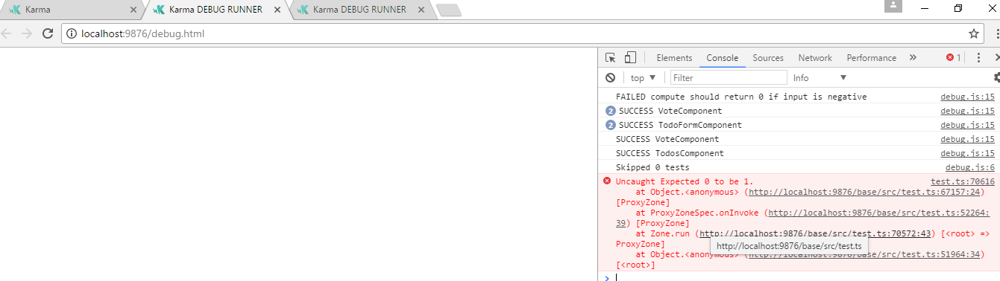 Karma
Karma DEBUG RUNNER
Karma DEBUG RUNNER
localhost:9876/debug.html
Elements Console Sources Network Performance » 1
top ▼ Filter Info ▼
FAILED compute should return 0 if input is negative debug.js:15
2 SUCCESS VoteComponent debug.js:15
2 SUCCESS TodoFormComponent debug.js:15
SUCCESS VoteComponent debug.js:15
SUCCESS TodosComponent debug.js:15
Skipped 0 tests debug.js:6
Uncaught Expected 0 to be 1. test.ts:70616
at Object.<anonymous> (http://localhost:9876/base/src/test.ts:67157:24)
[ProxyZone]
at ProxyZoneSpec.onInvoke (http://localhost:9876/base/src/test.ts:52264:
39) [ProxyZone]
at Zone.run (http://localhost:9876/base/src/test.ts:70572:43) [<root> =>
ProxyZone]
http://localhost:9876/base/src/test.ts
at Object.<anonymous> (http://localhost:9876/base/src/test.ts:51964:34)
[<root>]